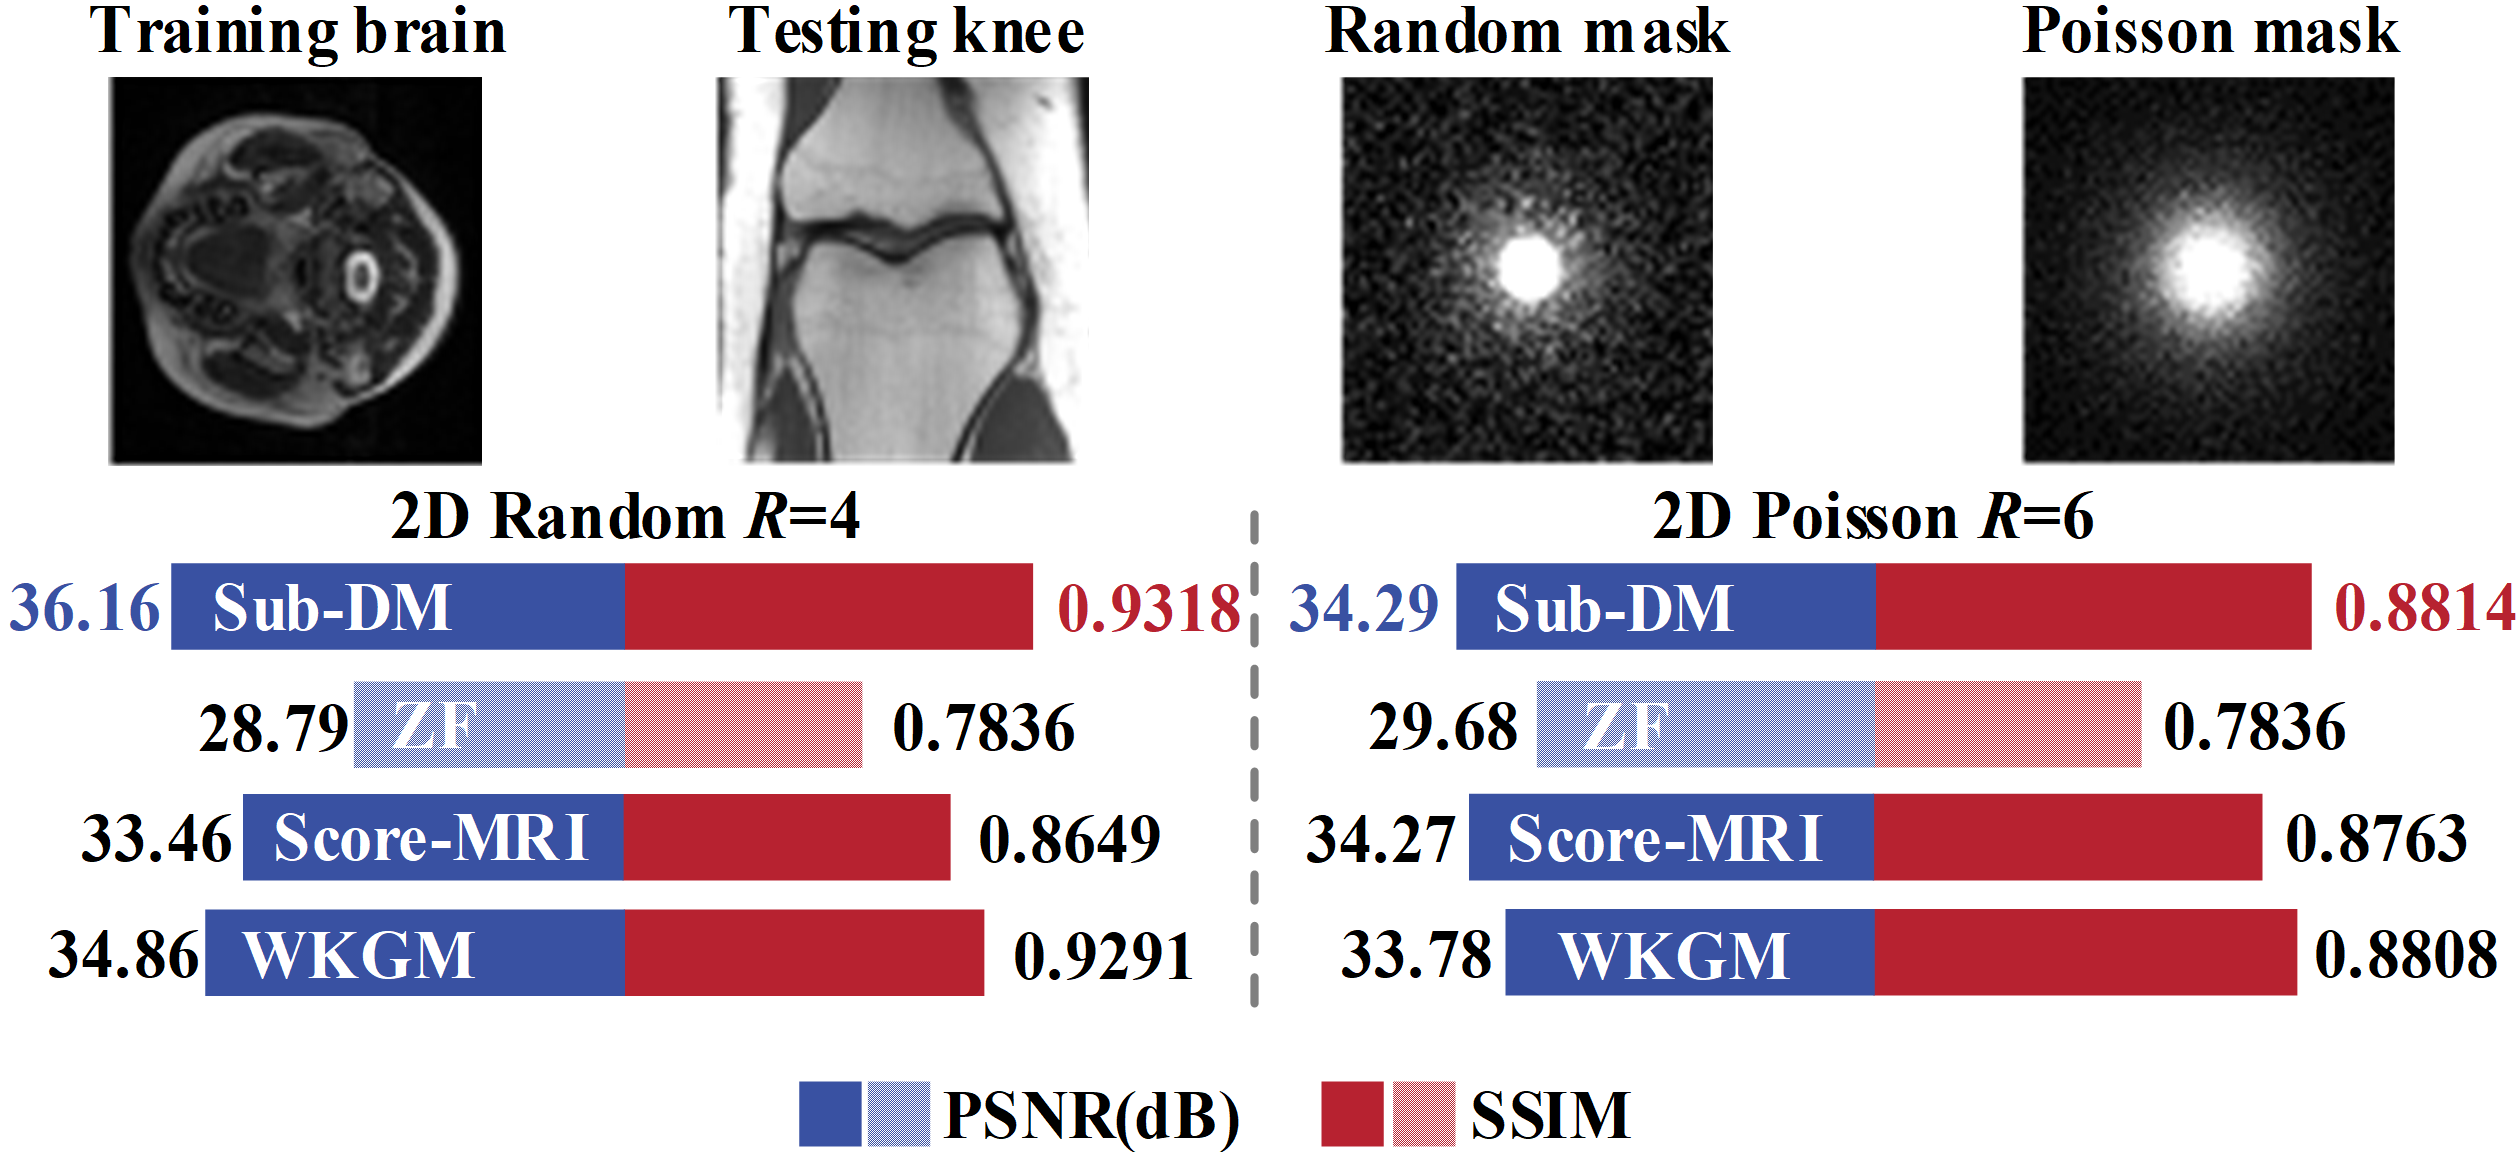 Training brain
Testing knee
Random mask
Poisson mask
2D Random R=4
36.16 Sub-DM 0.9318
28.79 ZF 0.7836
33.46 Score-MRI 0.8649
34.86 WKGM 0.9291
2D Poisson R=6
34.29 Sub-DM 0.8814
29.68 ZF 0.7836
34.27 Score-MRI 0.8763
33.78 WKGM 0.8808
PSNR(dB)
SSIM